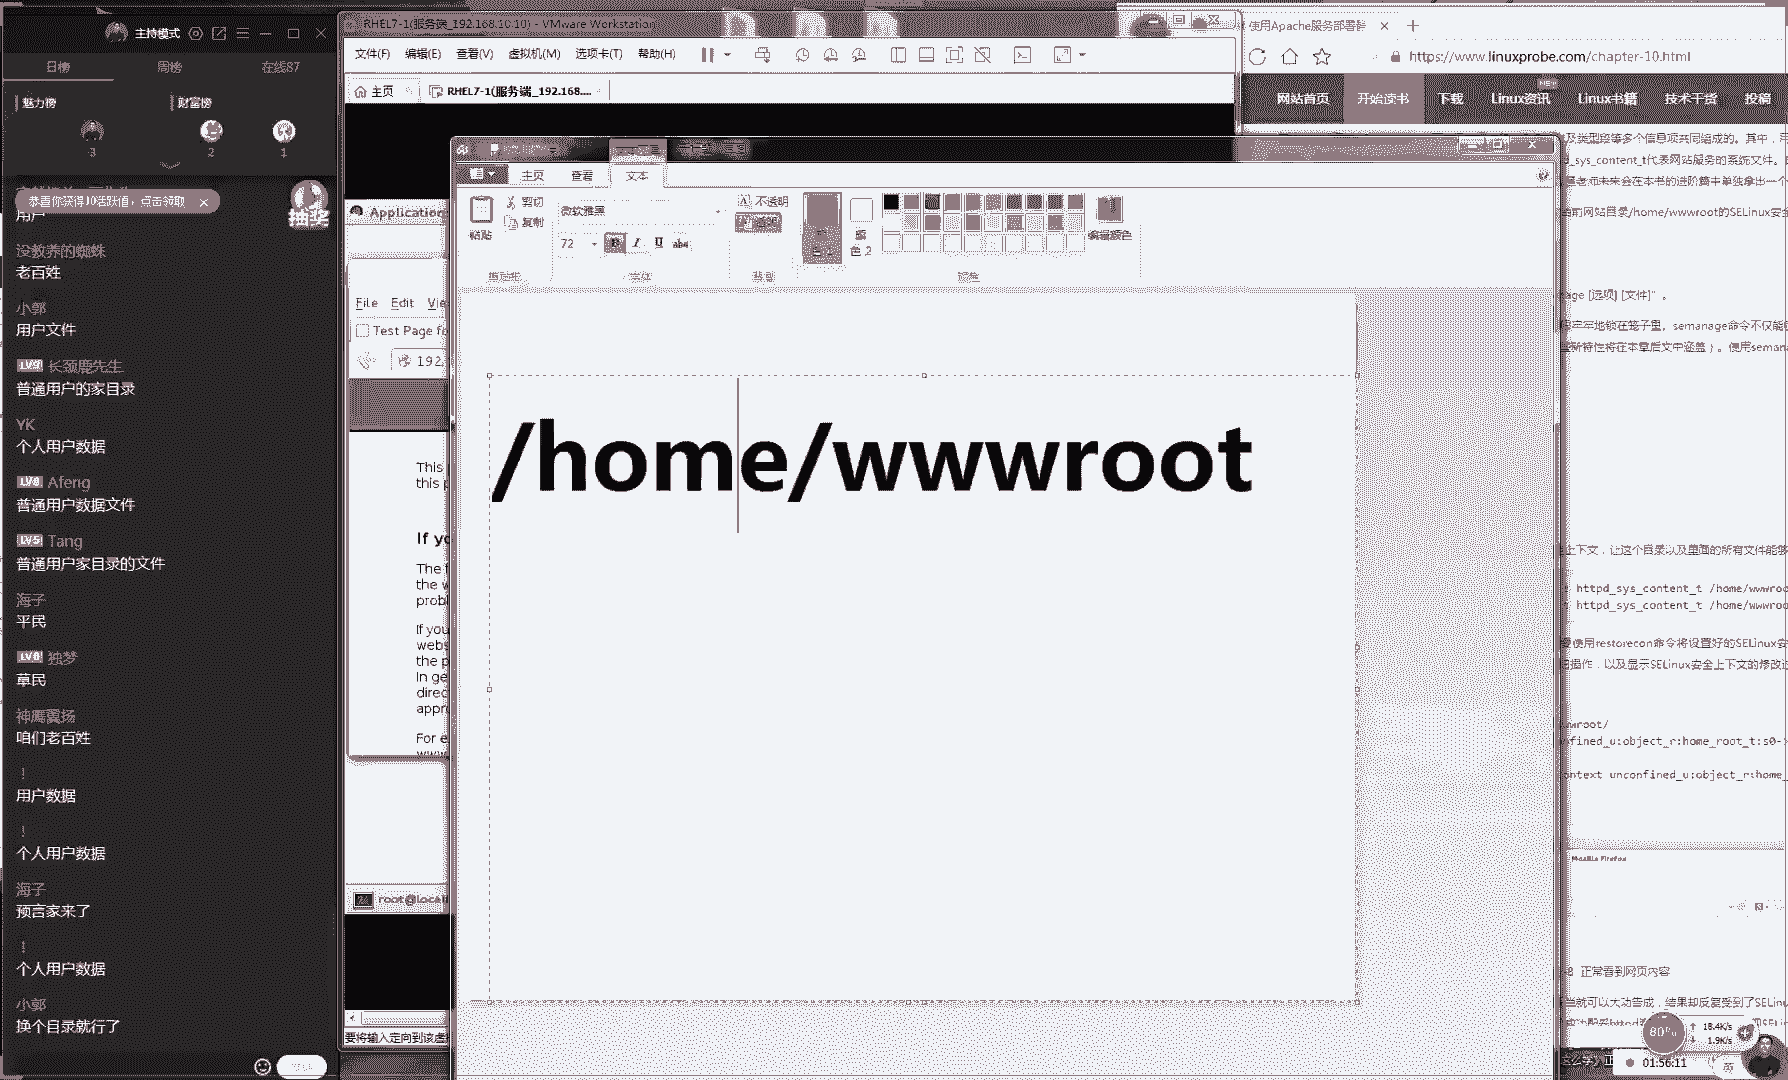 主持模式
日榜 周榜 在线87
魅力榜 财富榜
3 2 1
恭喜你获得10活跃值，点击领取
抽奖
用户
没教养的蜘蛛
老百姓
小郭
用户文件
长颈鹿先生
普通用户的家目录
YK
个人用户数据
Afeng
普通用户数据文件
LV5 Tang
普通用户家目录的文件
海子
平民
独梦
草民
神鹰翼扬
咱们老百姓
!
用户数据
!
个人用户数据
海子
预言家来了
!
个人用户数据
小郭
换个目录就行了
RHEL7-1(服务端_192.168.10.10) - VMware Workstation
文件(F) 编辑(E) 查看(V) 虚拟机(M) 选项卡(T) 帮助(H)
主页 RHEL7-1(服务端_192.168....
Application
File Edit Vie
Test Page fo
192.
This
this p
If yo
The f
the w
probl
If you
webs
the p
In ge
direc
appro
For e
www
root@local
要将输入定向到该虚
主页 查看 文本
粘贴
剪切
复制
微软雅黑
72 B I U abc
不透明
透明
颜
色 2
编辑颜色
剪贴板 字体 背景 颜色
/home/wwwroot
使用Apache服务部署静
https://www.linuxprobe.com/chapter-10.html
网站首页 开始读书 下载 Linux资讯 Linux书籍 技术干货 投稿
NEW
及类型段等多个信息项共同组成的。其中，用
_sys_content_t代表网站服务的系统文件。
老师未来会在本书的进阶篇中单独拿出一个
当前网站目录/home/wwwroot的SELinux安全
age [选项] [文件]”。
牢牢地锁在笼子里，semanage命令不仅能
新特性将在本章后文中涵盖）。使用seman
上下文，让这个目录以及里面的所有文件能够
httpd_sys_content_t /home/wwwroo
httpd_sys_content_t /home/wwwroo
要使用restorecon命令将设置好的SELinux安
细操作，以及显示SELinux安全上下文的修改过
wroot/
fined_u:object_r:home_root_t:s0->
ontext unconfined_u:object_r:home_
Mozilla Firefox
-8 正常看到网页内容
当就可以大功告成，结果却反复受到了SELinu
80%
18.4K/s
1.9K/s
01:56:11